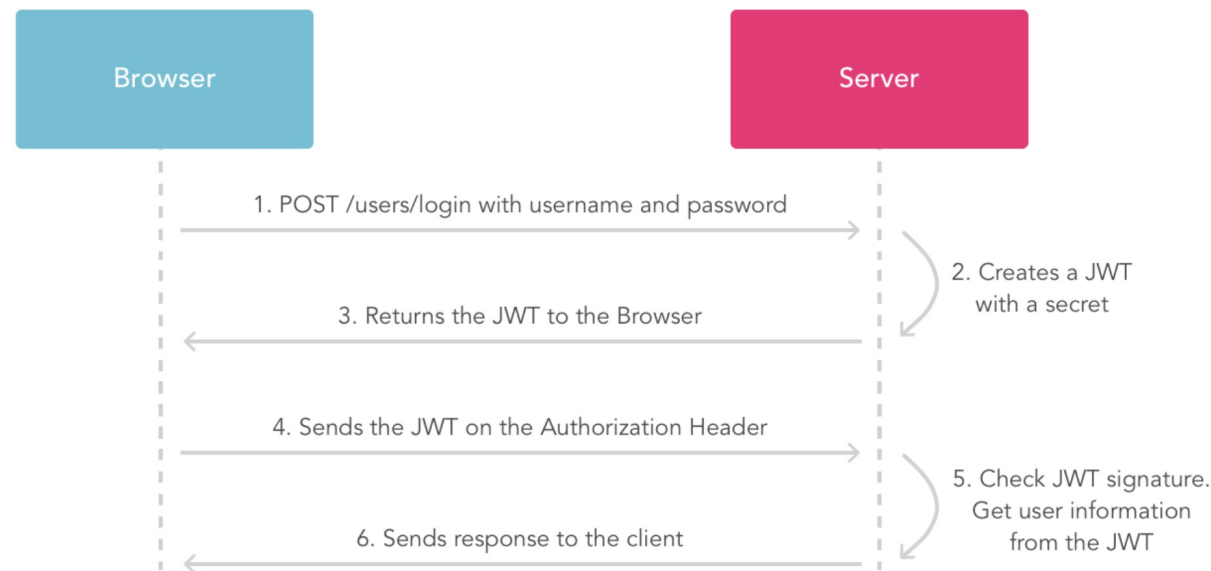 Browser
Server
1. POST /users/login with username and password
2. Creates a JWT
with a secret
3. Returns the JWT to the Browser
4. Sends the JWT on the Authorization Header
5. Check JWT signature.
Get user information
from the JWT
6. Sends response to the client